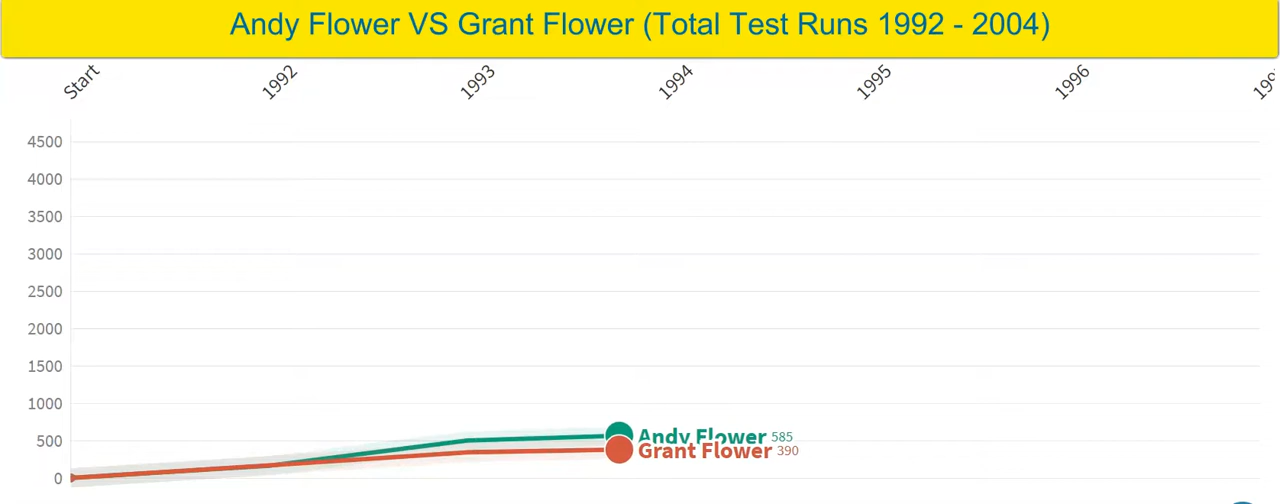 Andy Flower VS Grant Flower (Total Test Runs 1992 - 2004)
Start 1992 1993 1994 1995 1996
4500
4000
3500
3000
2500
2000
1500
1000
500
0
Andy Flower 585
Grant Flower 390